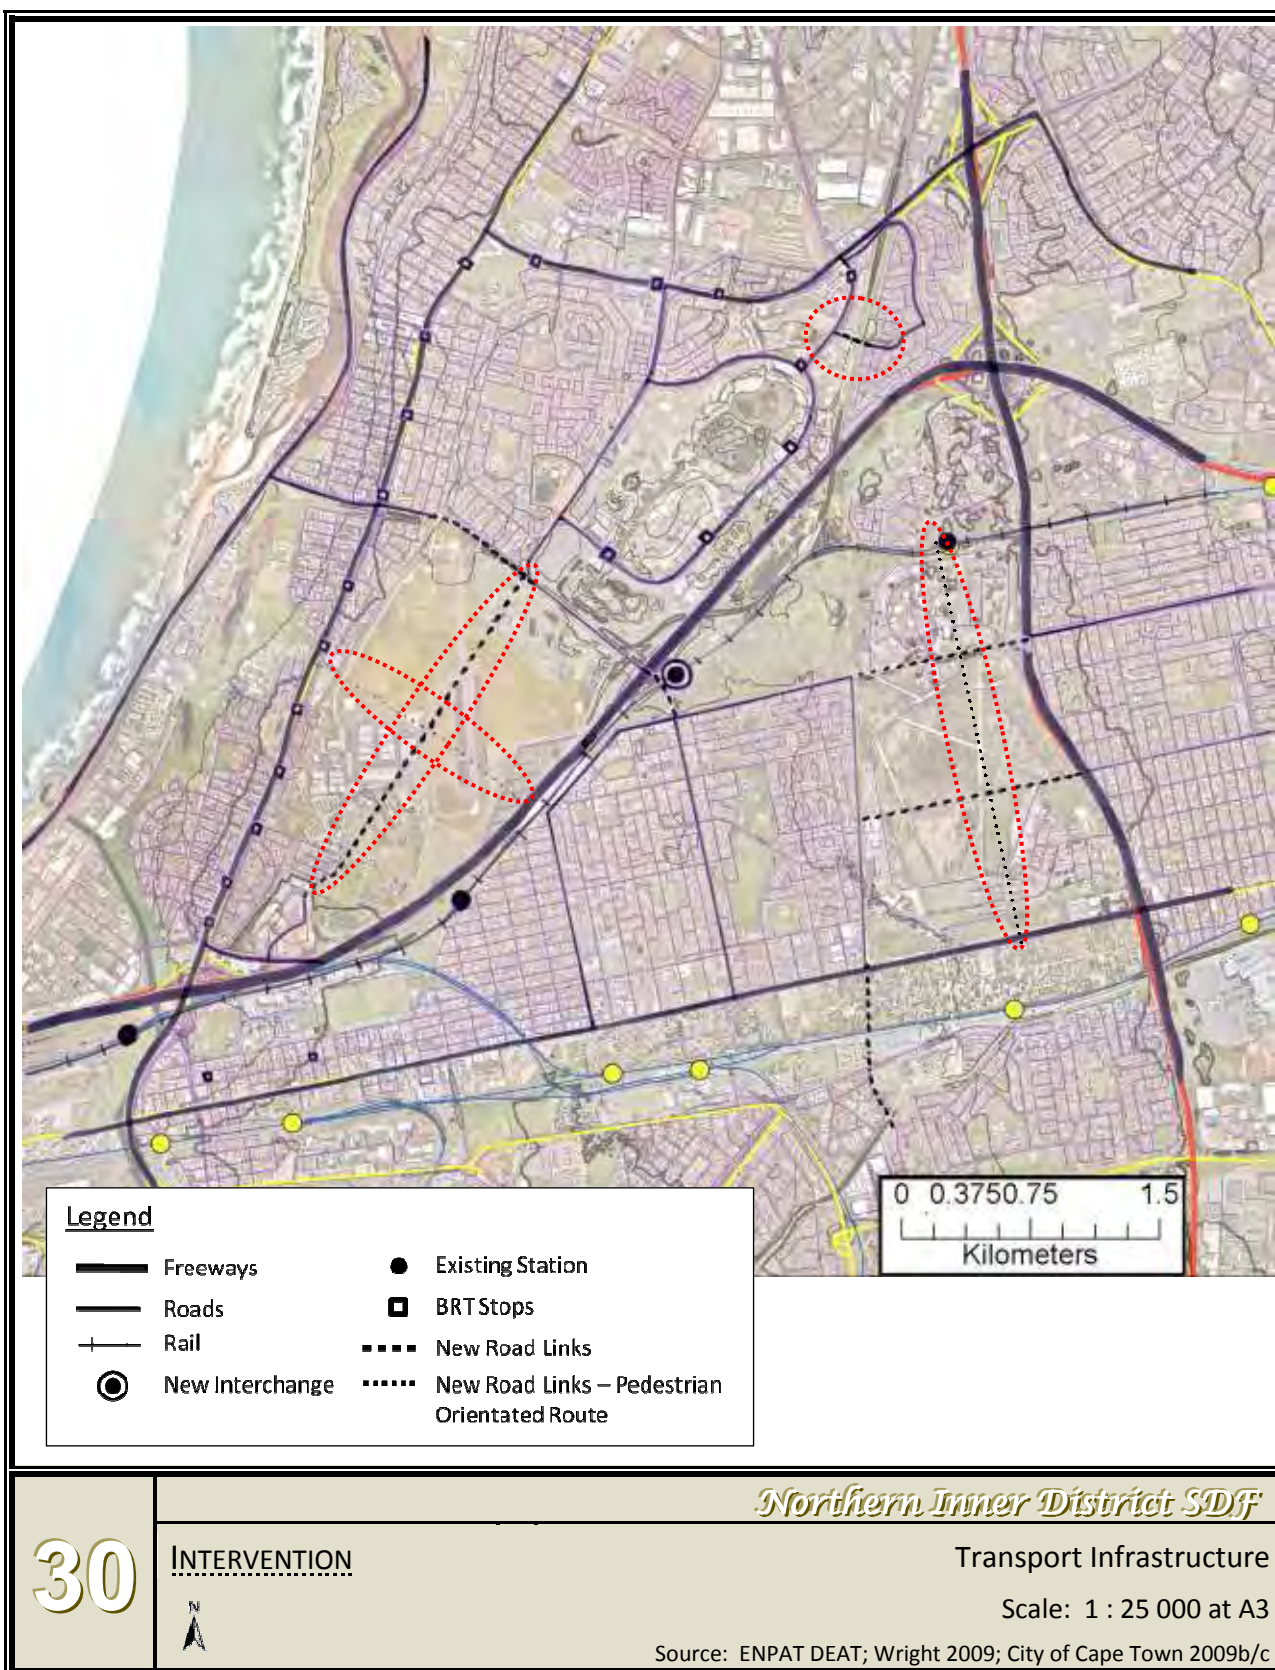 Legend
Freeways
Roads
Rail
New Interchange
Existing Station
BRT Stops
New Road Links
New Road Links – Pedestrian
Orientated Route
0 0.3750.75 1.5
Kilometers
30
Northern Inner District SDF
INTERVENTION
N
Transport Infrastructure
Scale: 1 : 25 000 at A3
Source: ENPAT DEAT; Wright 2009; City of Cape Town 2009b/c